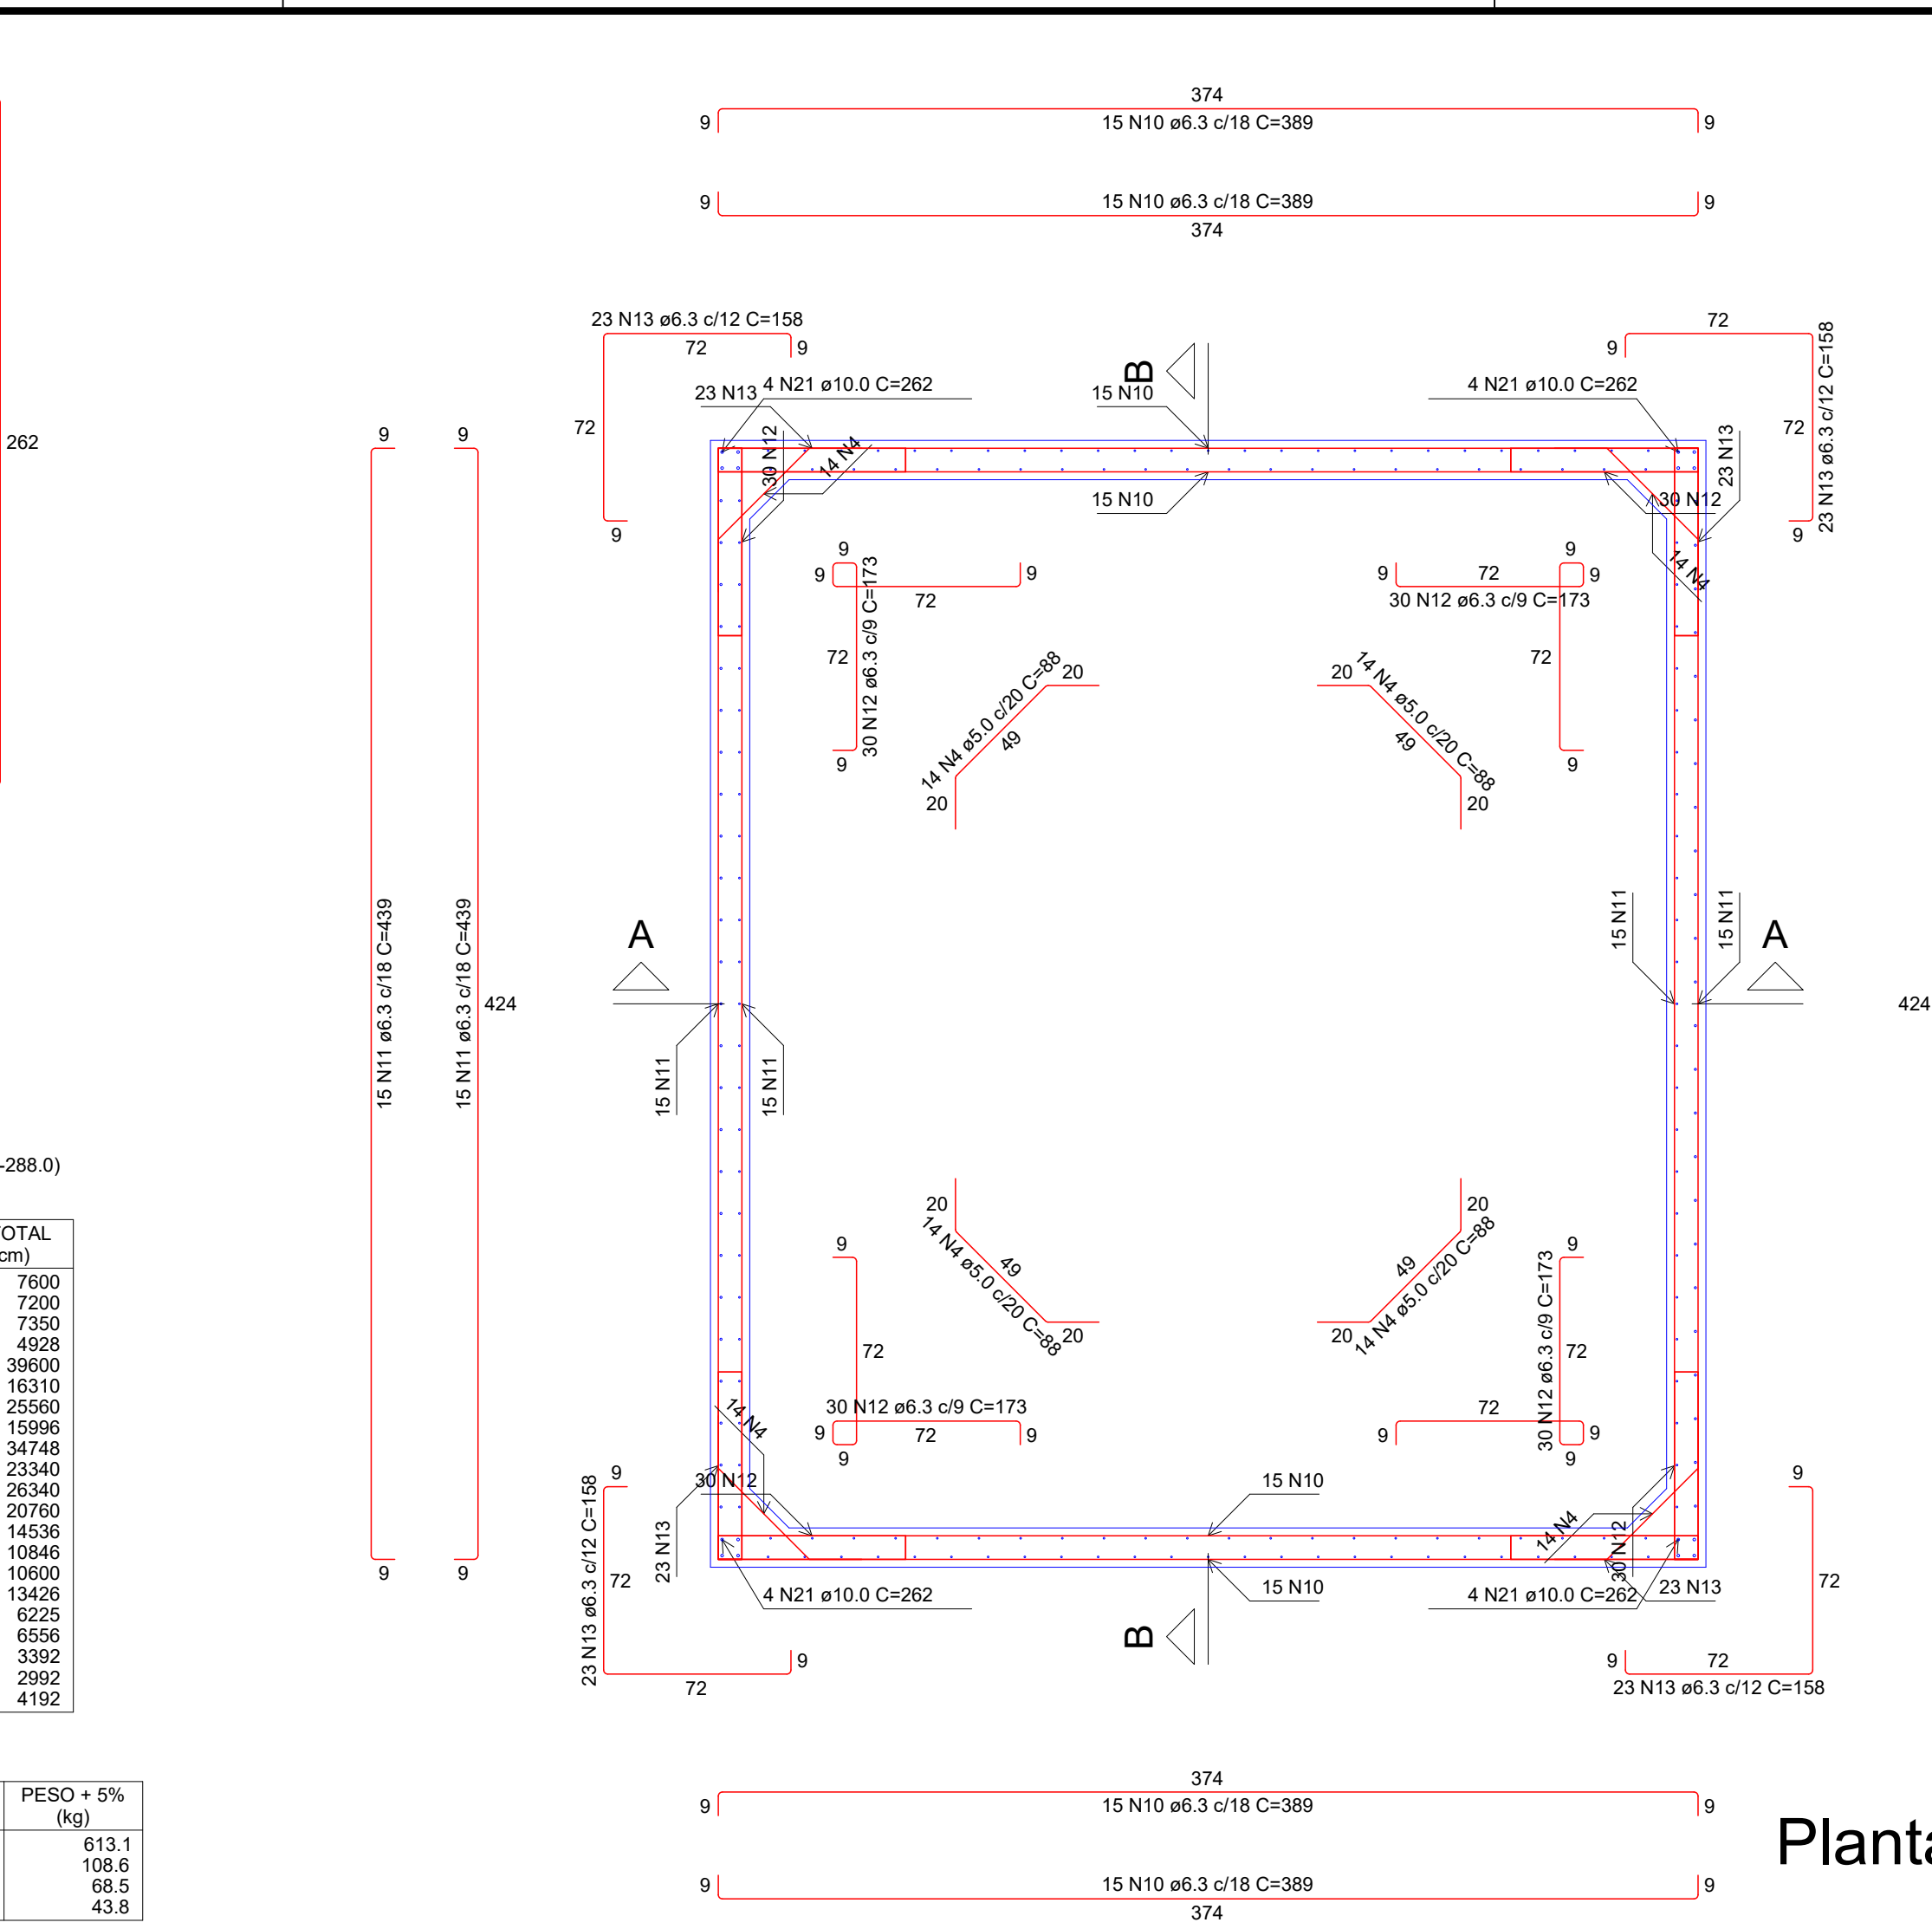 374
9
15 N10 ø6.3 c/18 C=389
9
9
15 N10 ø6.3 c/18 C=389
9
374
23 N13 ø6.3 c/12 C=158
72
9
72
9
4 N21 ø10.0 C=262
23 N13
30 N12
14 N4
B
15 N10
15 N10
4 N21 ø10.0 C=262
72
9
72
9
23 N13 ø6.3 c/12 C=158
23 N13
30 N12
14 N4
262
9
9
15 N11 ø6.3 c/18 C=439
15 N11 ø6.3 c/18 C=439
424
9
9
9
9
9
72
72
30 N12 ø6.3 c/9 C=173
9
9
72
30 N12 ø6.3 c/9 C=173
9
9
72
9
14 N4 ø5.0 c/20 C=88
20
49
20
14 N4 ø5.0 c/20 C=88
20
49
20
A
15 N11
15 N11
15 N11
15 N11
A
424
20
49
14 N4 ø5.0 c/20 C=88
20
20
49
14 N4 ø5.0 c/20 C=88
20
9
72
30 N12 ø6.3 c/9 C=173
9
72
9
9
9
72
30 N12 ø6.3 c/9 C=173
72
9
9
9
14 N4
30 N12
23 N13
9
23 N13 ø6.3 c/12 C=158
72
9
72
4 N21 ø10.0 C=262
15 N10
15 N10
B
14 N4
30 N12
23 N13
4 N21 ø10.0 C=262
9
72
9
72
23 N13 ø6.3 c/12 C=158
374
9
15 N10 ø6.3 c/18 C=389
9
9
15 N10 ø6.3 c/18 C=389
9
374
-288.0)
OTAL
cm)
7600
7200
7350
4928
39600
16310
25560
15996
34748
23340
26340
20760
14536
10846
10600
13426
6225
6556
3392
2992
4192
PESO + 5%
(kg)
613.1
108.6
68.5
43.8
Planta